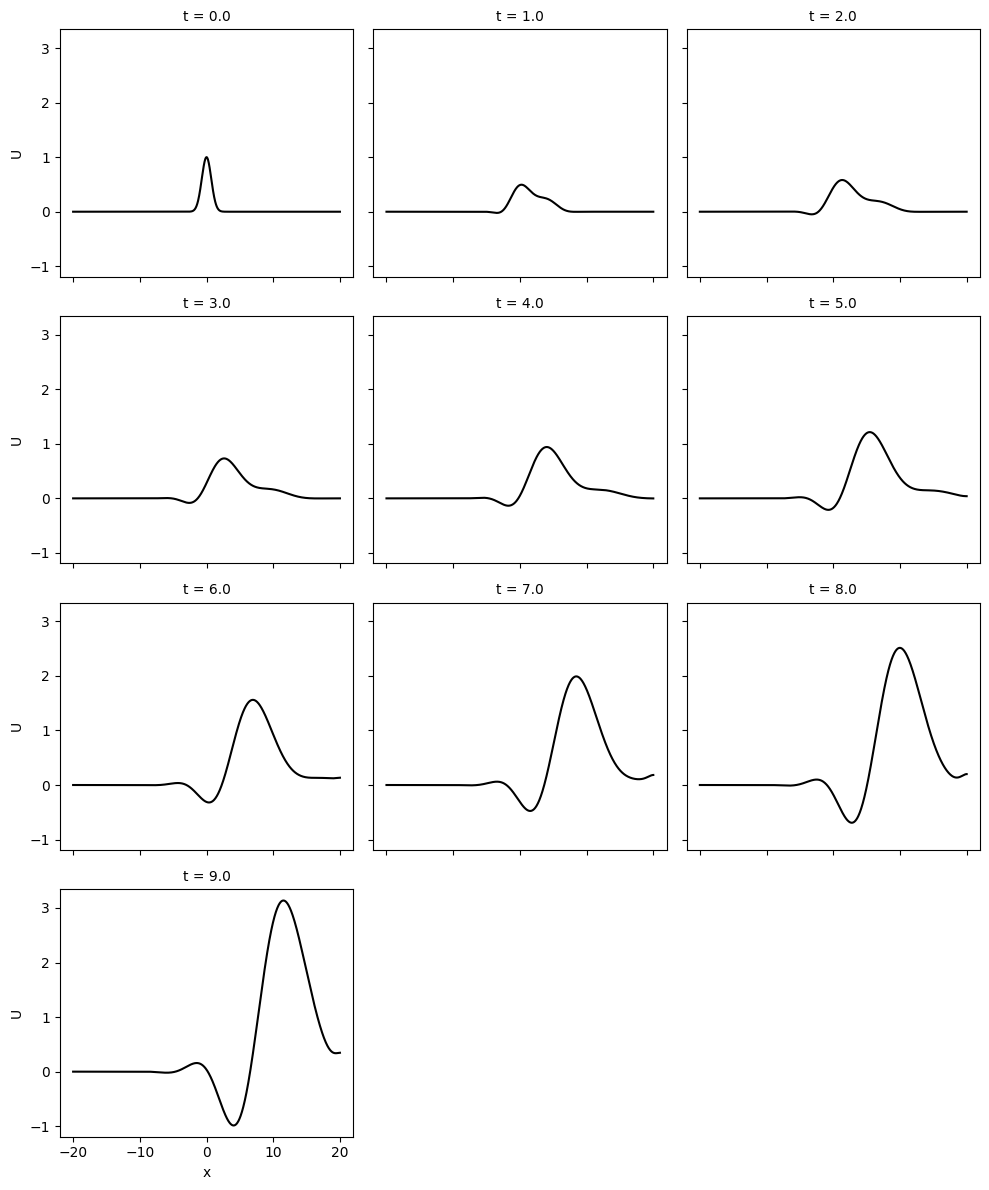 t = 0.0
t = 1.0
t = 2.0
3
2
1
0
−1
U
t = 3.0
t = 4.0
t = 5.0
3
2
1
0
−1
U
t = 6.0
t = 7.0
t = 8.0
3
2
1
0
−1
U
t = 9.0
3
2
1
0
−1
U
−20
−10
0
10
20
x